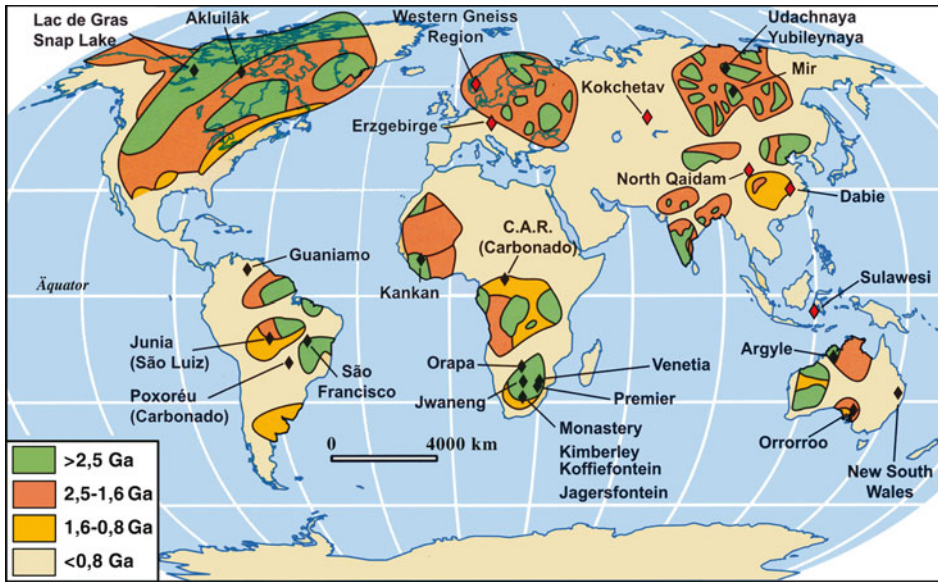 Lac de Gras
Snap Lake
Akluilâk
Western Gneiss
Region
Udachnaya
Yubileynaya
Mir
Kokchetav
Erzgebirge
North Qaidam
Dabie
C.A.R.
(Carbonado)
Guaniamo
Äquator
Kankan
Sulawesi
Junia
(São Luiz)
São
Francisco
Poxoréu
(Carbonado)
Orapa
Venetia
Argyle
Jwaneng
Premier
Monastery
Kimberley
Koffiefontein
Jagersfontein
Orrorroo
New South
Wales
0 4000 km
>2,5 Ga
2,5-1,6 Ga
1,6-0,8 Ga
<0,8 Ga